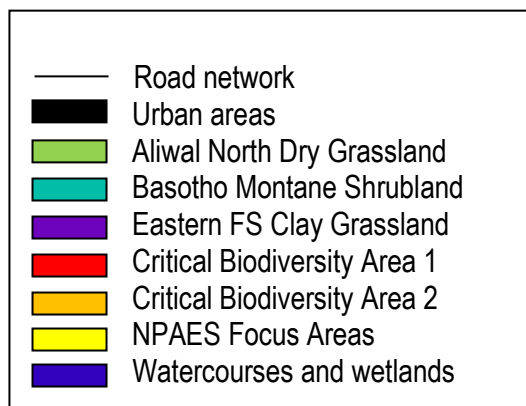 Road network
Urban areas
Aliwal North Dry Grassland
Basotho Montane Shrubland
Eastern FS Clay Grassland
Critical Biodiversity Area 1
Critical Biodiversity Area 2
NPAES Focus Areas
Watercourses and wetlands